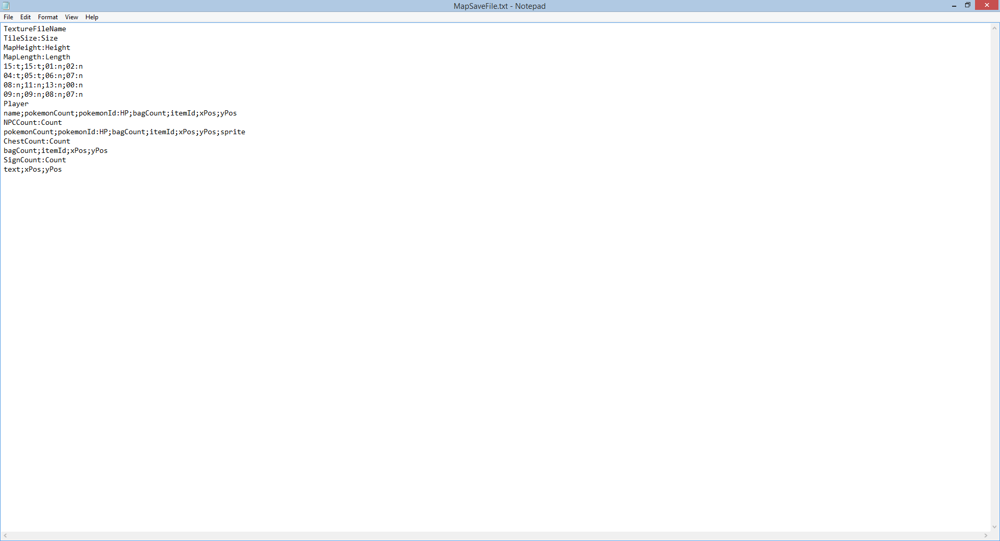 MapSaveFile.txt - Notepad
File Edit Format View Help
TextureFileName
TileSize:Size
MapHeight:Height
MapLength:Length
15:t;15:t;01:n;02:n
04:t;05:t;06:n;07:n
08:n;11:n;13:n;00:n
09:n;09:n;08:n;07:n
Player
name;pokemonCount;pokemonId:HP;bagCount;itemId;xPos;yPos
NPCCount:Count
pokemonCount;pokemonId:HP;bagCount;itemId;xPos;yPos;sprite
ChestCount:Count
bagCount;itemId;xPos;yPos
SignCount:Count
text;xPos;yPos